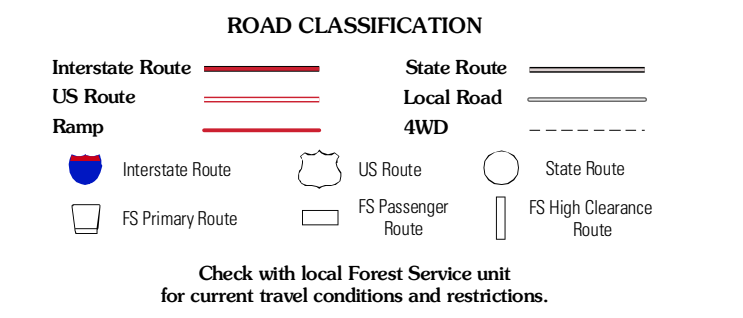 ROAD CLASSIFICATION
Interstate Route
State Route
US Route
Local Road
Ramp
4WD
Interstate Route
US Route
State Route
FS Primary Route
FS Passenger
Route
FS High Clearance
Route
Check with local Forest Service unit
for current travel conditions and restrictions.